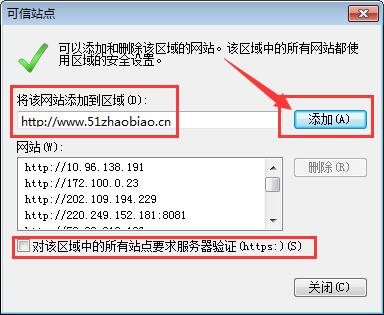 可信站点
可以添加和删除该区域的网站。该区域中的所有网站都使
用区域的安全设置。
将该网站添加到区域(D):
http://www.51zhaobiao.cn
添加(A)
网站(W):
http://10.96.138.191
http://172.100.0.23
http://202.109.194.229
http://220.249.152.181:8081
删除(R)
对该区域中的所有站点要求服务器验证(https:)(S)
关闭(C)